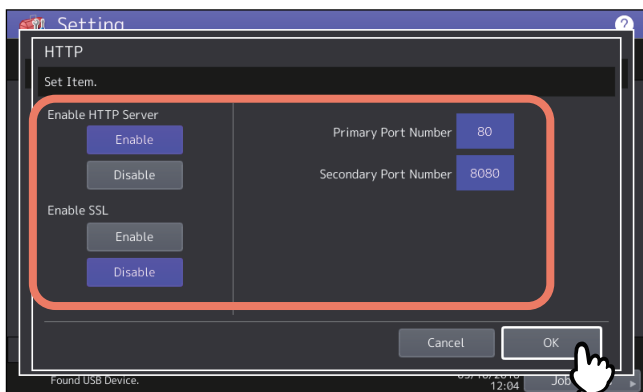 Setting
?
HTTP
Set Item.
Enable HTTP Server
Enable
Disable
Enable SSL
Enable
Disable
Primary Port Number 80
Secondary Port Number 8080
Cancel
OK
Found USB Device.
12:04
Job